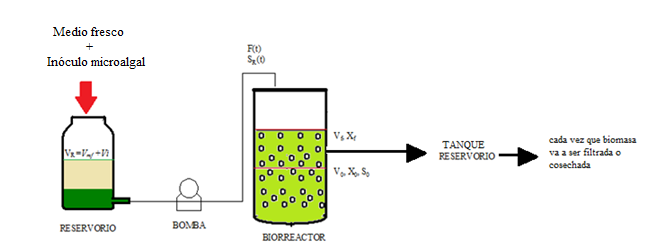 Medio fresco
+
Inóculo microalgal
F(t)
S_R(t)
V_R =V_mf +V_I
V_f, X_f
V_0, X_0, S_0
TANQUE
RESERVORIO
cada vez que biomasa
va a ser filtrada o
cosechada
RESERVORIO
BOMBA
BIORREACTOR